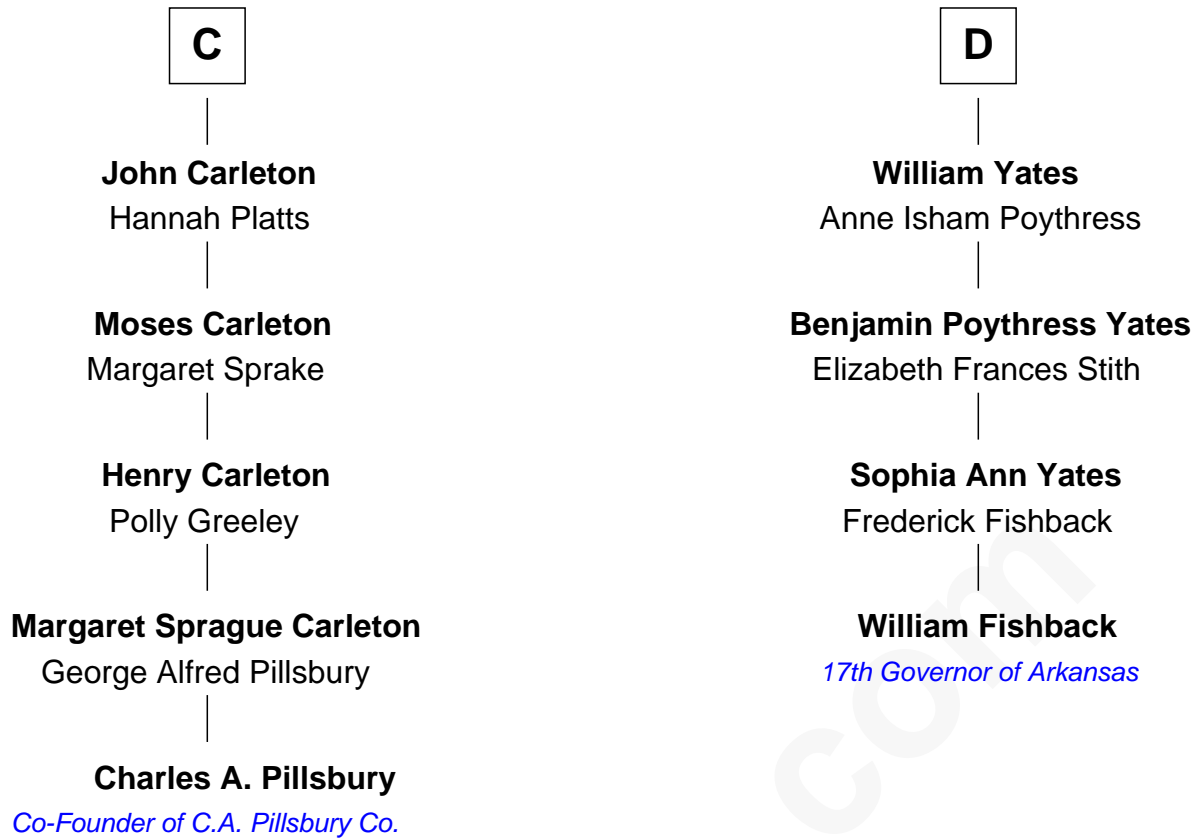 C
John Carleton
Hannah Platts
Moses Carleton
Margaret Sprake
Henry Carleton
Polly Greeley
Margaret Sprague Carleton
George Alfred Pillsbury
Charles A. Pillsbury
Co-Founder of C.A. Pillsbury Co.
D
William Yates
Anne Isham Poythress
Benjamin Poythress Yates
Elizabeth Frances Stith
Sophia Ann Yates
Frederick Fishback
William Fishback
17th Governor of Arkansas
com